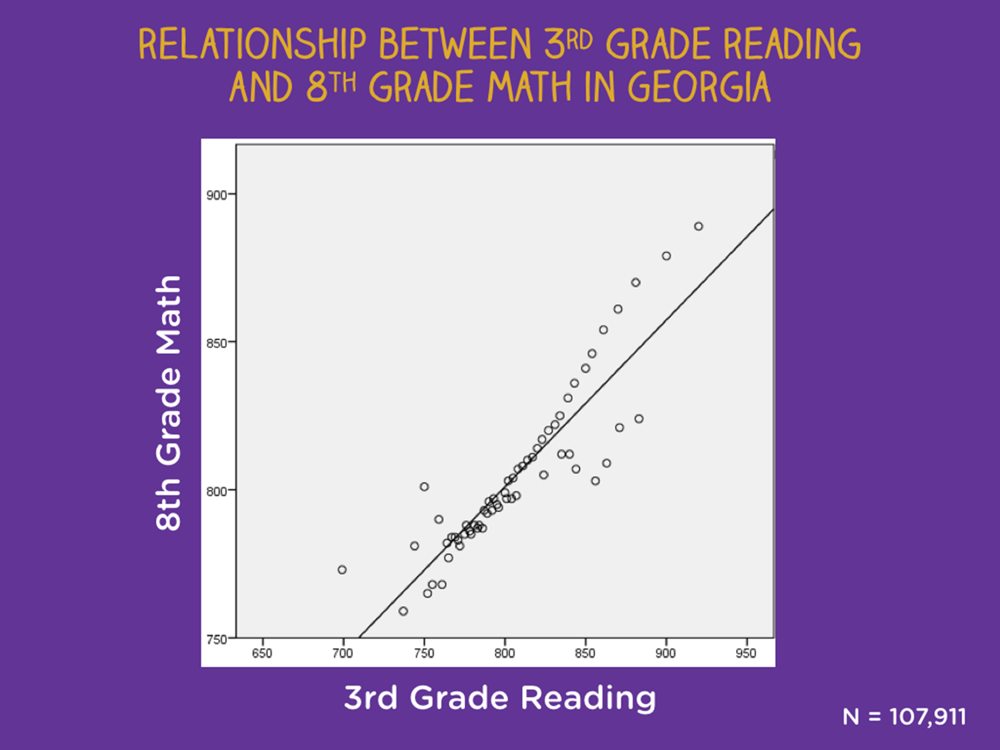 RELATIONSHIP BETWEEN 3RD GRADE READING
AND 8TH GRADE MATH IN GEORGIA
8th Grade Math
900
850
800
750
650 700 750 800 850 900 950
3rd Grade Reading
N = 107,911